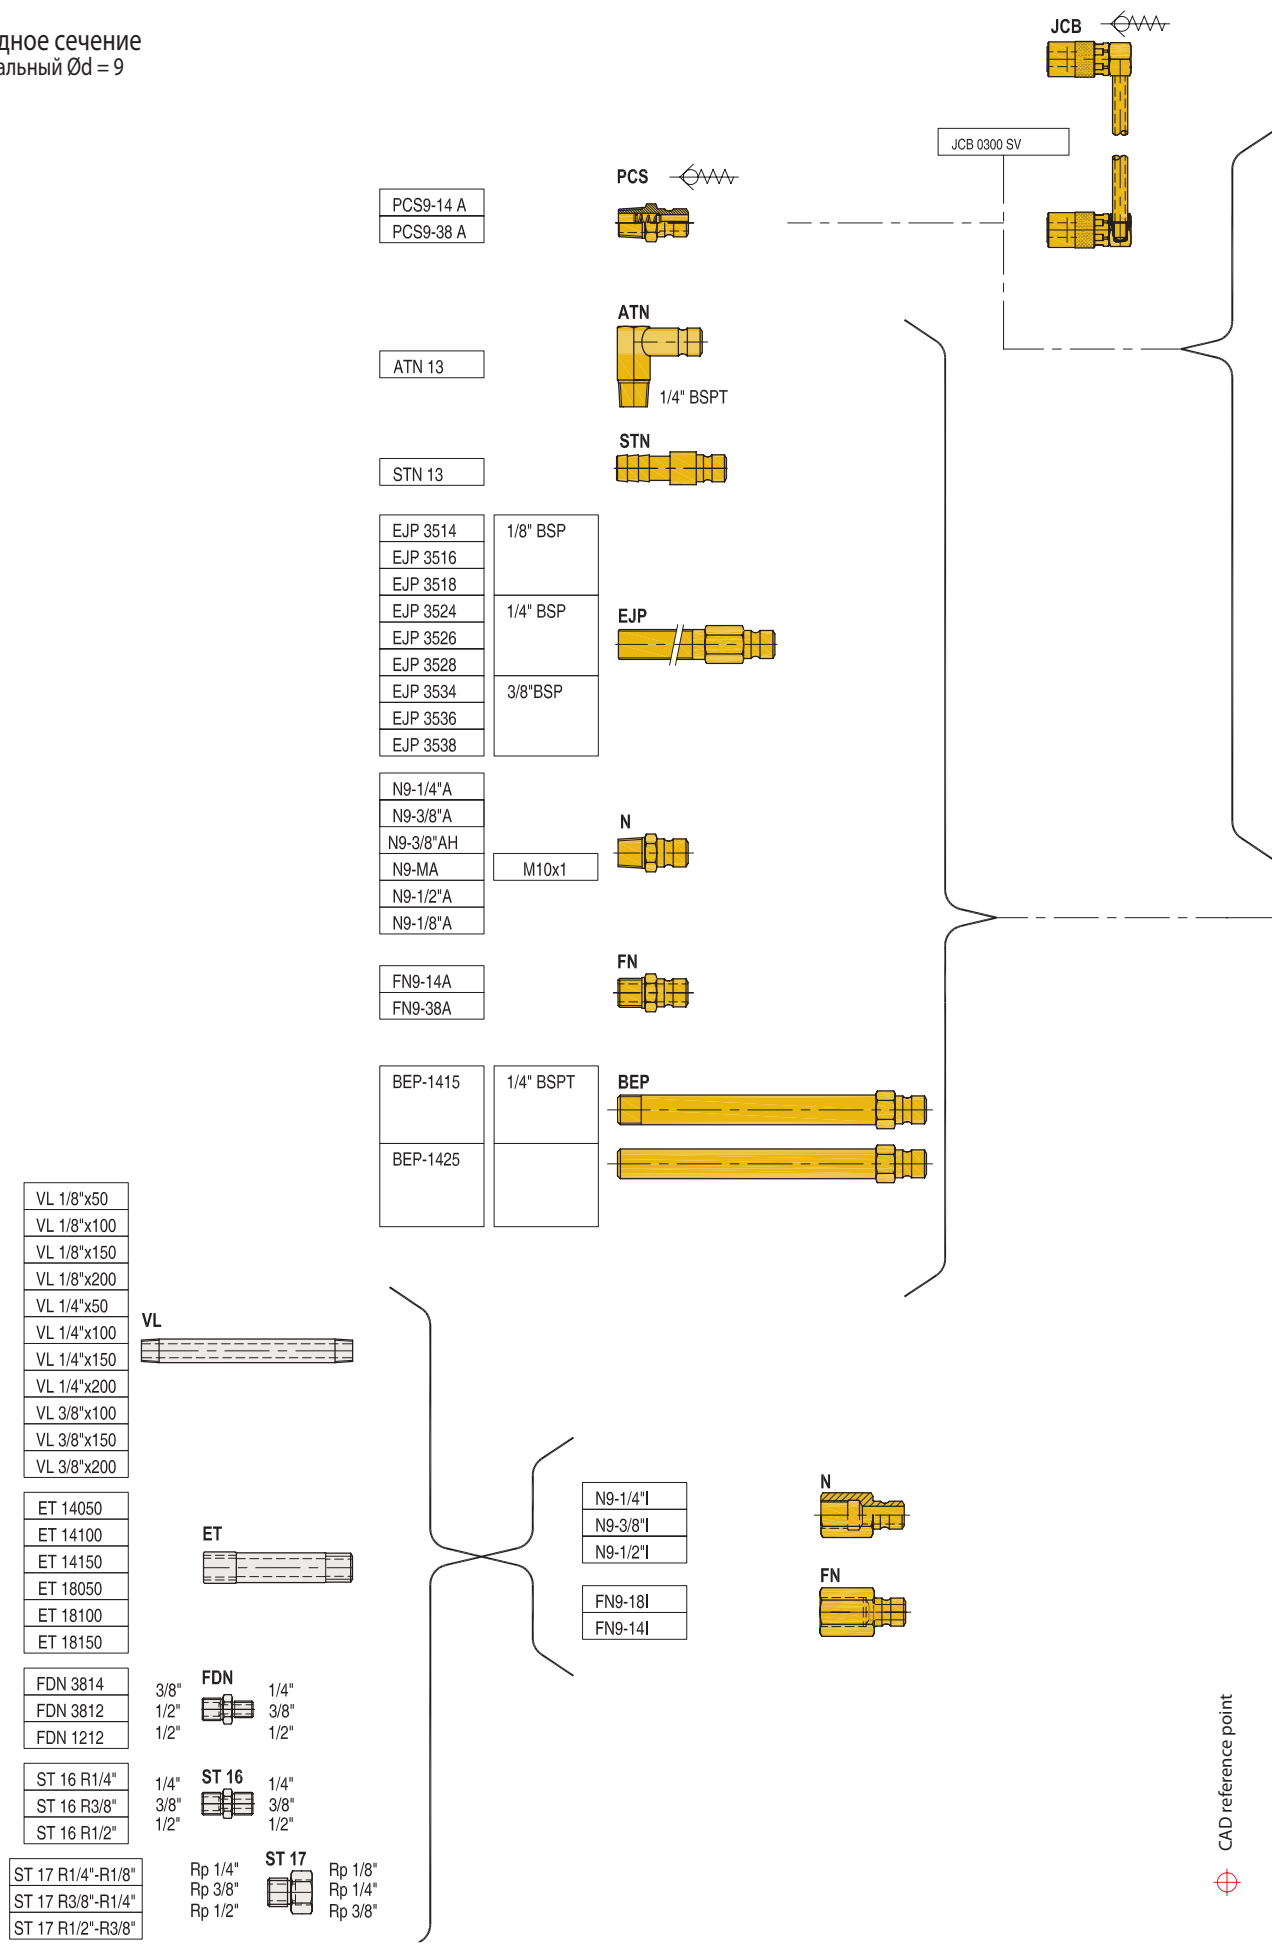 дное сечение
альный Ød = 9
JCB
JCB 0300 SV
PCS
PCS9-14 A
PCS9-38 A
ATN
ATN 13
1/4" BSPT
STN
STN 13
EJP 3514
1/8" BSP
EJP 3516
EJP 3518
EJP 3524
1/4" BSP
EJP
EJP 3526
EJP 3528
EJP 3534
3/8"BSP
EJP 3536
EJP 3538
N9-1/4"A
N9-3/8"A
N
N9-3/8"AH
N9-MA
M10x1
N9-1/2"A
N9-1/8"A
FN
FN9-14A
FN9-38A
BEP-1415
1/4" BSPT
BEP
BEP-1425
VL 1/8"x50
VL 1/8"x100
VL 1/8"x150
VL 1/8"x200
VL 1/4"x50
VL
VL 1/4"x100
VL 1/4"x150
VL 1/4"x200
VL 3/8"x100
VL 3/8"x150
VL 3/8"x200
N
N9-1/4"I
N9-3/8"I
N9-1/2"I
ET 14050
ET 14100
ET
ET 14150
ET 18050
ET 18100
ET 18150
FN
FN9-18I
FN9-14I
FDN
FDN 3814
3/8"
1/4"
FDN 3812
1/2"
3/8"
FDN 1212
1/2"
1/2"
ST 16
ST 16 R1/4"
1/4"
1/4"
ST 16 R3/8"
3/8"
3/8"
ST 16 R1/2"
1/2"
1/2"
ST 17
ST 17 R1/4"-R1/8"
Rp 1/4"
Rp 1/8"
ST 17 R3/8"-R1/4"
Rp 3/8"
Rp 1/4"
ST 17 R1/2"-R3/8"
Rp 1/2"
Rp 3/8"
CAD reference point